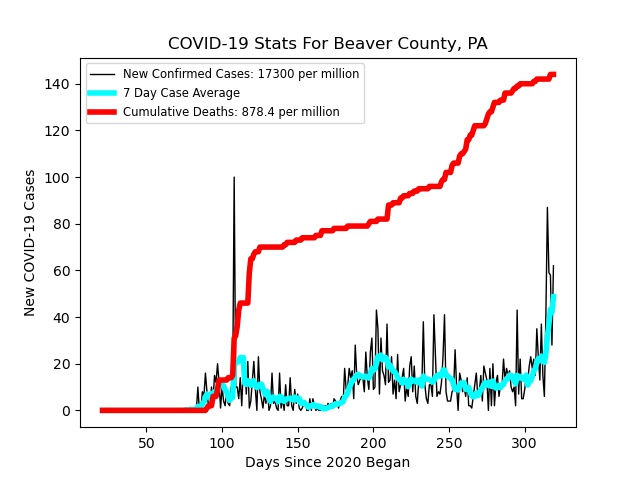 COVID-19 Stats For Beaver County, PA
New Confirmed Cases: 17300 per million
7 Day Case Average
Cumulative Deaths: 878.4 per million
New COVID-19 Cases
140
120
100
80
60
40
20
0
50 100 150 200 250 300
Days Since 2020 Began